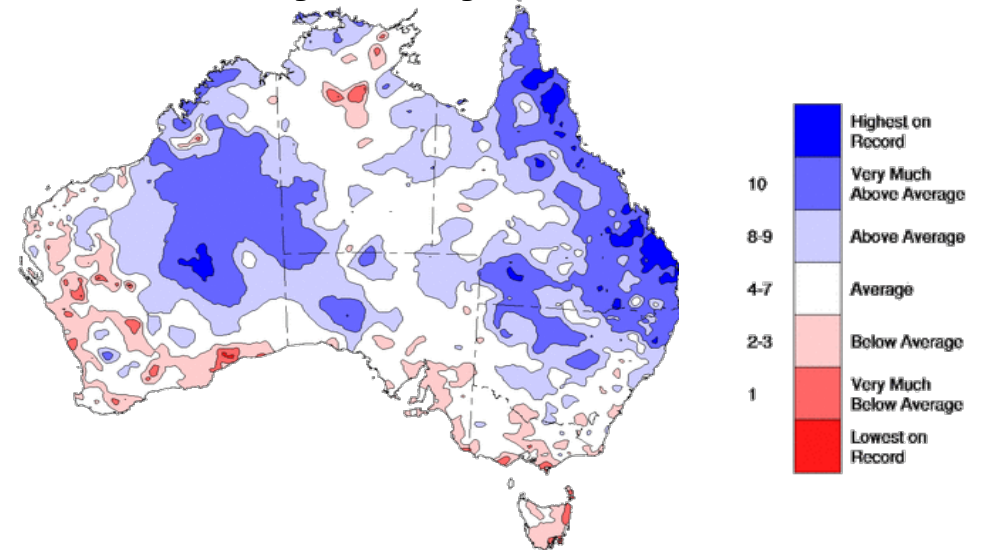 Highest on
Record
10
Very Much
Above Average
8-9
Above Average
4-7
Average
2-3
Below Average
1
Very Much
Below Average
Lowest on
Record